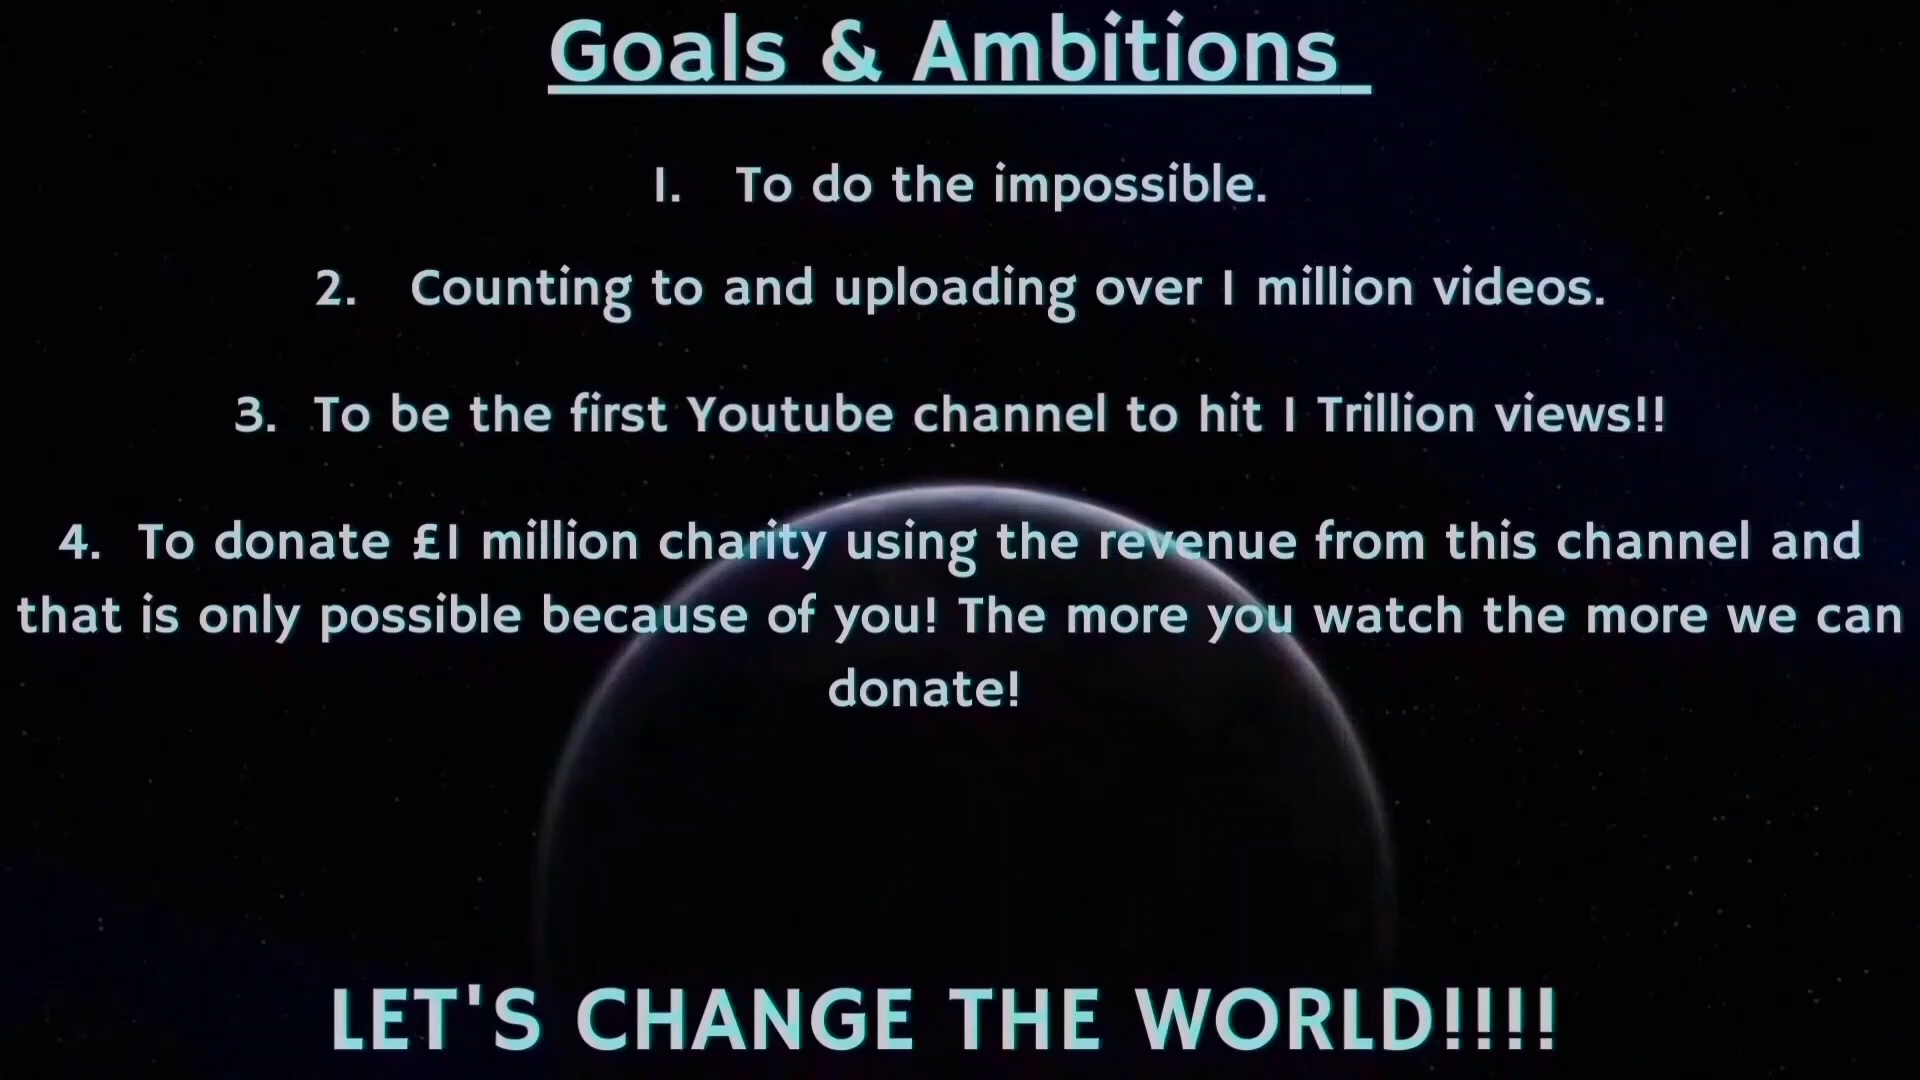 Goals & Ambitions
1. To do the impossible.
2. Counting to and uploading over 1 million videos.
3. To be the first Youtube channel to hit 1 Trillion views!!
4. To donate £1 million charity using the revenue from this channel and
that is only possible because of you! The more you watch the more we can
donate!
LET'S CHANGE THE WORLD!!!!